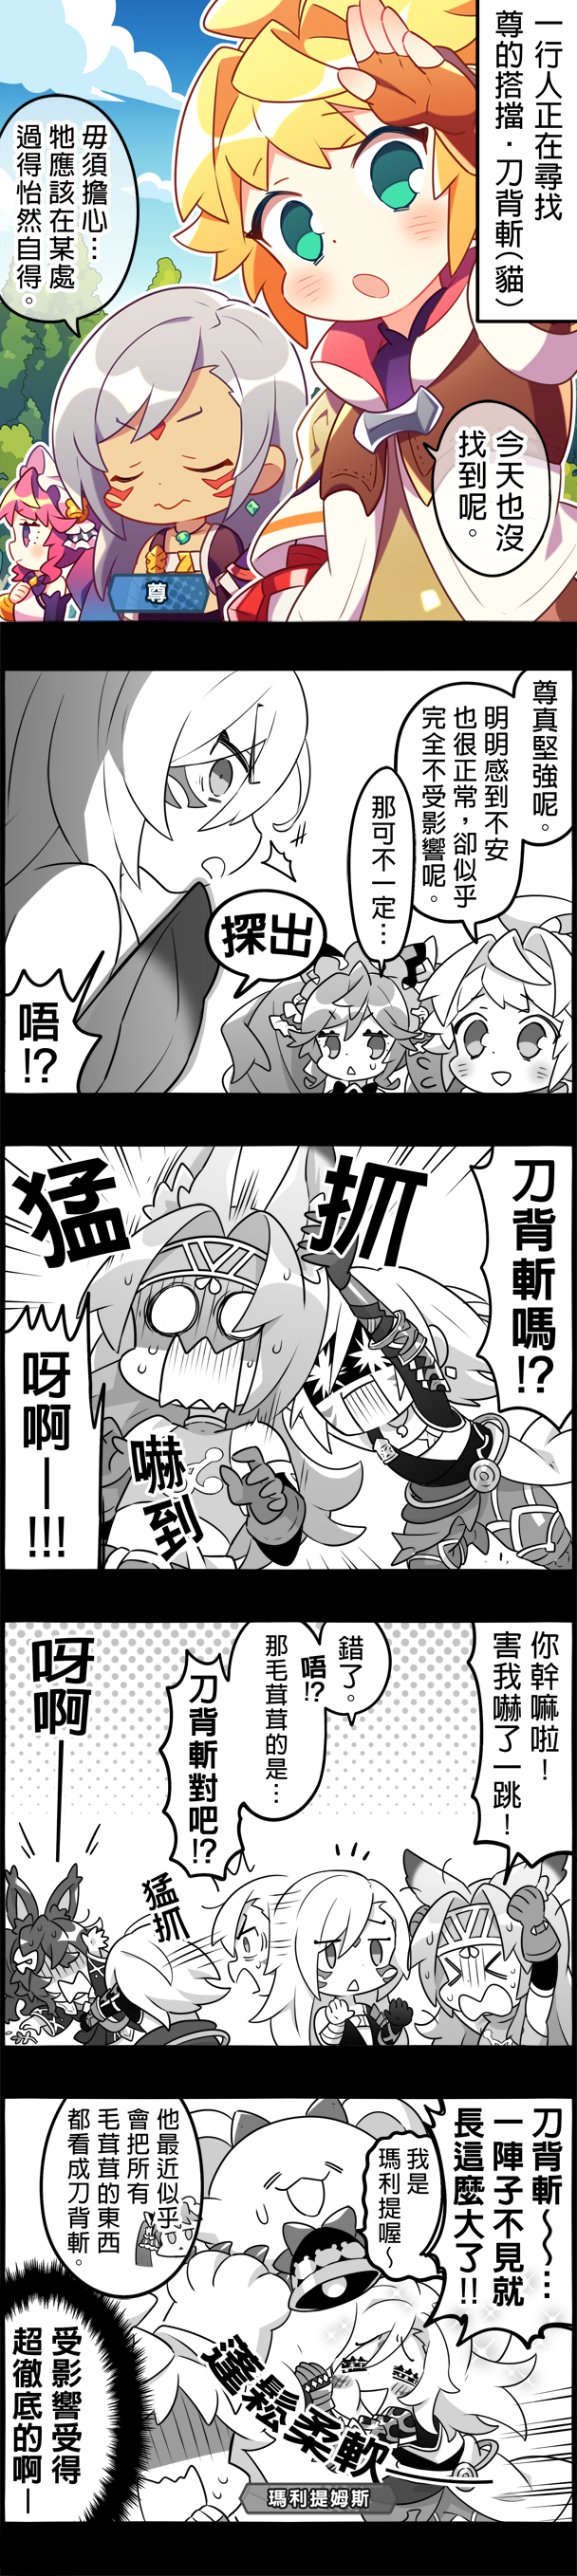 一行人正在尋找
尊的搭擋．刀背斬(貓)
毋須擔心…
牠應該在某處
過得怡然自得。
今天也沒
找到呢。
尊
尊真堅強呢。
明明感到不安
也很正常，卻似乎
完全不受影響呢。
那可不一定…
探出
唔!?
刀背斬嗎!?
猛抓
嚇到
呀啊—!!!
你幹嘛啦！
害我嚇了一跳！
錯了。
唔!?
那毛茸茸的是…
刀背斬對吧!?
猛抓
呀啊—
刀背斬～…
一陣子不見就
長這麼大了!!
我是
瑪利提喔～
他最近似乎
會把所有
毛茸茸的東西
都看成刀背斬。
蓬鬆柔軟—
受影響受得
超徹底的啊—
瑪利提姆斯